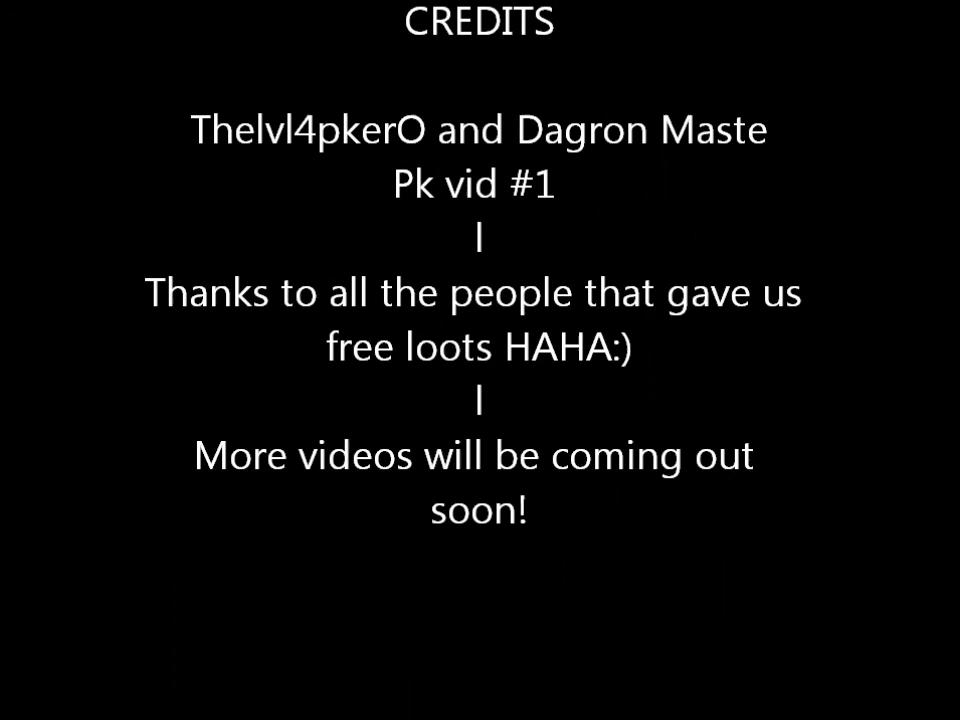 CREDITS
Thelvl4pkerO and Dagron Maste
Pk vid #1
|
Thanks to all the people that gave us
free loots HAHA:)
|
More videos will be coming out
soon!